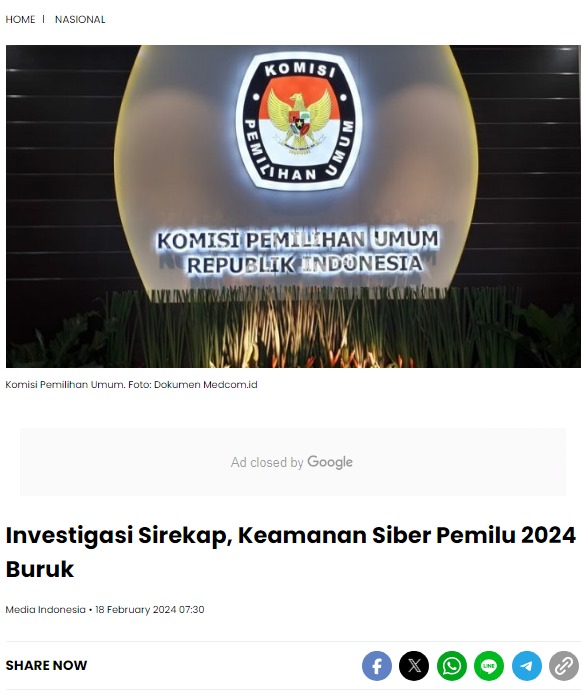 HOME | NASIONAL
KOMISI
PEMILIHAN UMUM
KOMISI PEMILIHAN UMUM
REPUBLIK INDONESIA
Komisi Pemilihan Umum. Foto: Dokumen Medcom.id
Ad closed by Google
Investigasi Sirekap, Keamanan Siber Pemilu 2024
Buruk
Media Indonesia • 18 February 2024 07:30
SHARE NOW
LINE